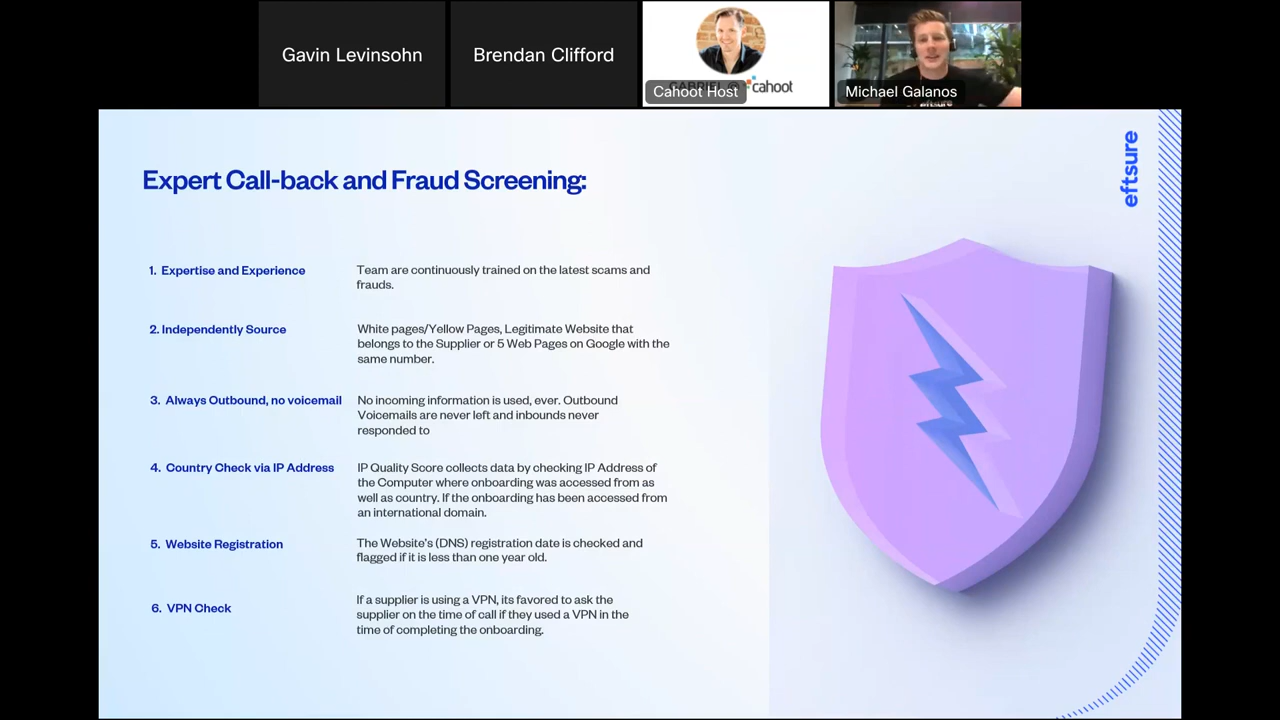 Gavin Levinsohn
Brendan Clifford
cahoot
Cahoot Host
Michael Galanos
eftsure
Expert Call-back and Fraud Screening:
1. Expertise and Experience
Team are continuously trained on the latest scams and
frauds.
2. Independently Source
White pages/Yellow Pages, Legitimate Website that
belongs to the Supplier or 5 Web Pages on Google with the
same number.
3. Always Outbound, no voicemail
No incoming information is used, ever. Outbound
Voicemails are never left and inbounds never
responded to
4. Country Check via IP Address
IP Quality Score collects data by checking IP Address of
the Computer where onboarding was accessed from as
well as country. If the onboarding has been accessed from
an international domain.
5. Website Registration
The Website's (DNS) registration date is checked and
flagged if it is less than one year old.
6. VPN Check
If a supplier is using a VPN, its favored to ask the
supplier on the time of call if they used a VPN in the
time of completing the onboarding.